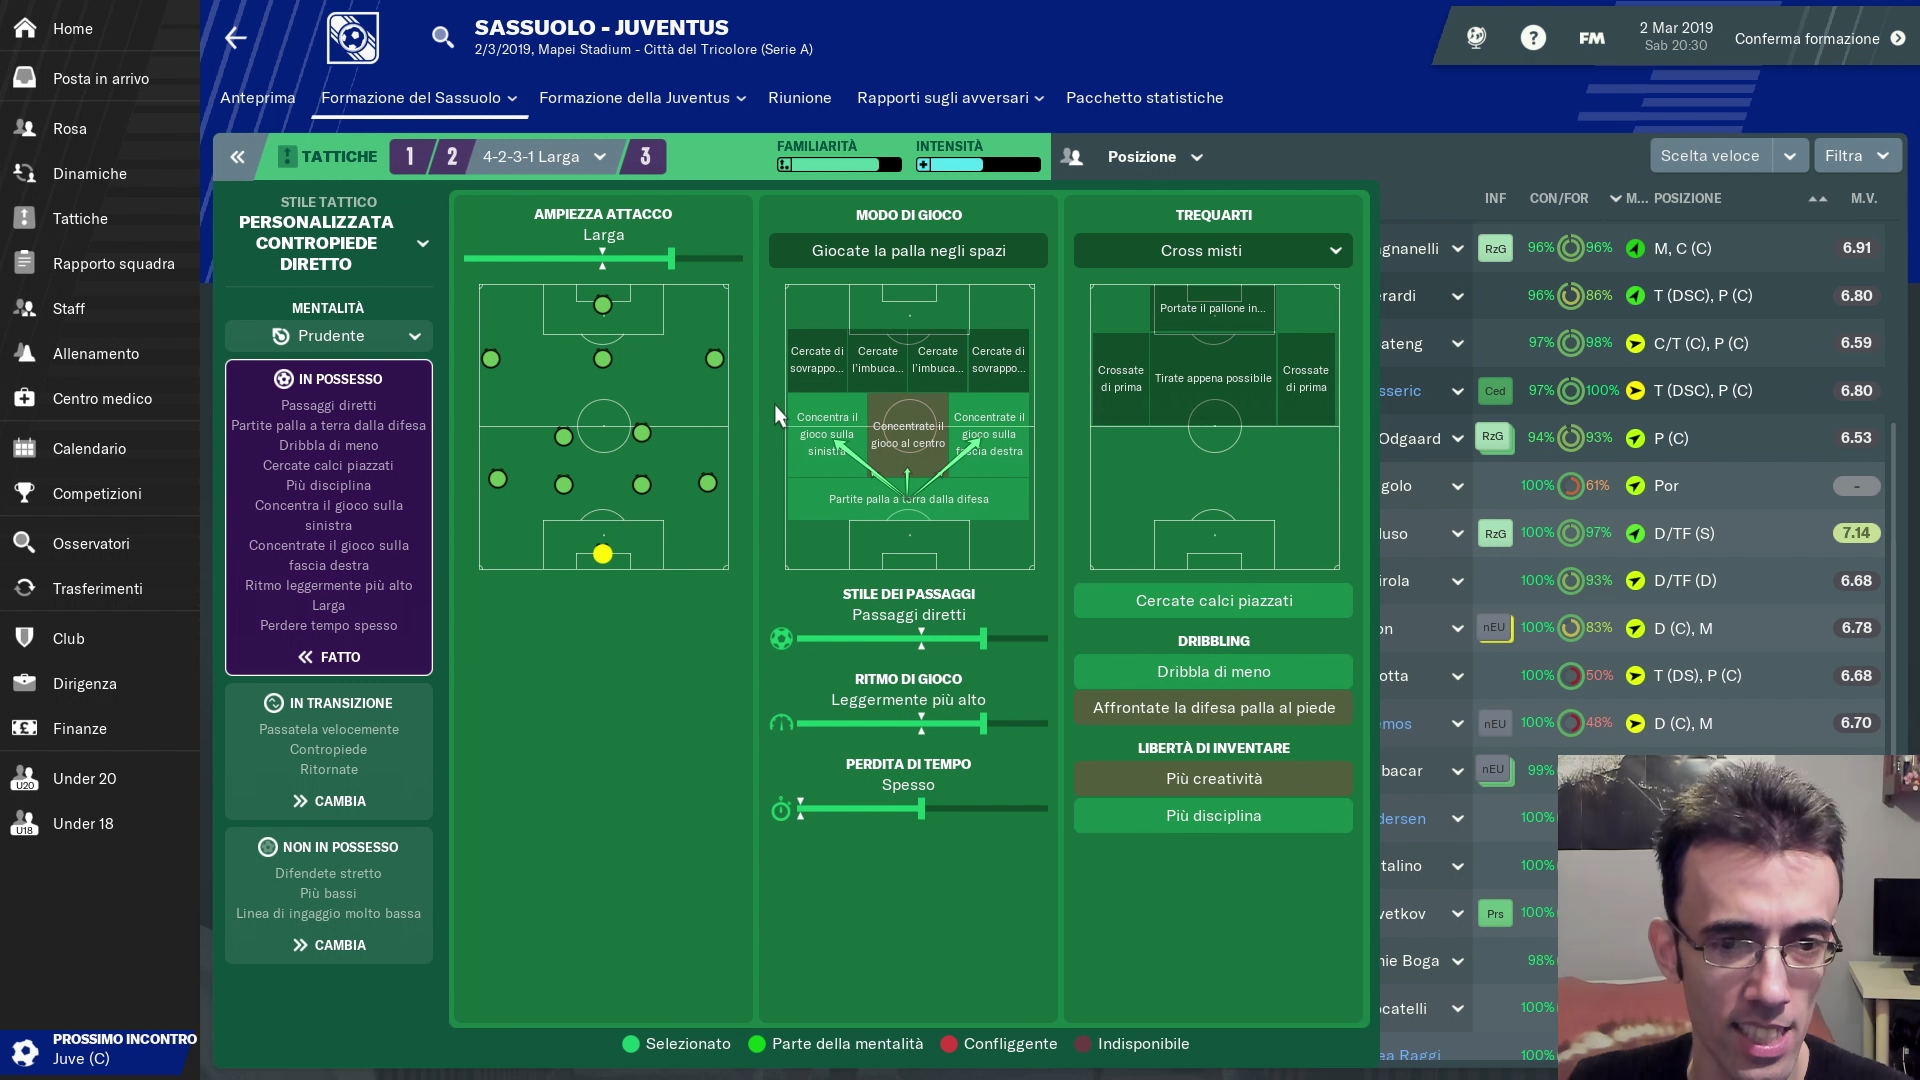 Home
Posta in arrivo
Rosa
Dinamiche
Tattiche
Rapporto squadra
Staff
Allenamento
Centro medico
Calendario
Competizioni
Osservatori
Trasferimenti
Club
Dirigenza
Finanze
U20
Under 20
U18
Under 18
PROSSIMO INCONTRO
Juve (C)
SASSUOLO - JUVENTUS
2/3/2019, Mapei Stadium - Città del Tricolore (Serie A)
?
FM
2 Mar 2019
Sab 20:30
Conferma formazione
Anteprima
Formazione del Sassuolo
Formazione della Juventus
Riunione
Rapporti sugli avversari
Pacchetto statistiche
TATTICHE
1
2
4-2-3-1 Larga
3
FAMILIARITÀ
INTENSITÀ
Posizione
Scelta veloce
Filtra
STILE TATTICO
PERSONALIZZATA
CONTROPIEDE
DIRETTO
MENTALITÀ
Prudente
IN POSSESSO
Passaggi diretti
Partite palla a terra dalla difesa
Dribbla di meno
Cercate calci piazzati
Più disciplina
Concentra il gioco sulla
sinistra
Concentrate il gioco sulla
fascia destra
Ritmo leggermente più alto
Larga
Perdere tempo spesso
FATTO
IN TRANSIZIONE
Passatela velocemente
Contropiede
Ritornate
CAMBIA
NON IN POSSESSO
Difendete stretto
Più bassi
Linea di ingaggio molto bassa
CAMBIA
AMPIEZZA ATTACCO
Larga
MODO DI GIOCO
Giocate la palla negli spazi
Cercate di
sovrappo...
Cercate
l'imbuca...
Cercate
l'imbuca...
Cercate di
sovrappo...
Concentra il
gioco sulla
sinistra
Concentrate il
gioco al centro
Concentrate il
gioco sulla
fascia destra
Partite palla a terra dalla difesa
STILE DEI PASSAGGI
Passaggi diretti
RITMO DI GIOCO
Leggermente più alto
PERDITA DI TEMPO
Spesso
TREQUARTI
Cross misti
Portate il pallone in...
Crossate
di prima
Tirate appena possibile
Crossate
di prima
Cercate calci piazzati
DRIBBLING
Dribbla di meno
Affrontate la difesa palla al piede
LIBERTÀ DI INVENTARE
Più creatività
Più disciplina
Selezionato
Parte della mentalità
Confliggente
Indisponibile
INF CON/FOR M... POSIZIONE M.V.
gnanelli RzG 96% 96% M, C (C) 6.91
erardi 96% 86% T (DSC), P (C) 6.80
ateng 97% 98% C/T (C), P (C) 6.59
sseric Ced 97% 100% T (DSC), P (C) 6.80
Odgaard RzG 94% 93% P (C) 6.53
golo 100% 61% Por -
luso RzG 100% 97% D/TF (S) 7.14
irola 100% 93% D/TF (D) 6.68
on nEU 100% 83% D (C), M 6.78
otta 100% 50% T (DS), P (C) 6.68
emos nEU 100% 48% D (C), M 6.70
bacar nEU 99%
dersen 100%
talino 100%
vetkov Prs 100%
nie Boga 98%
ocatelli 100%
ea Raggi 100%